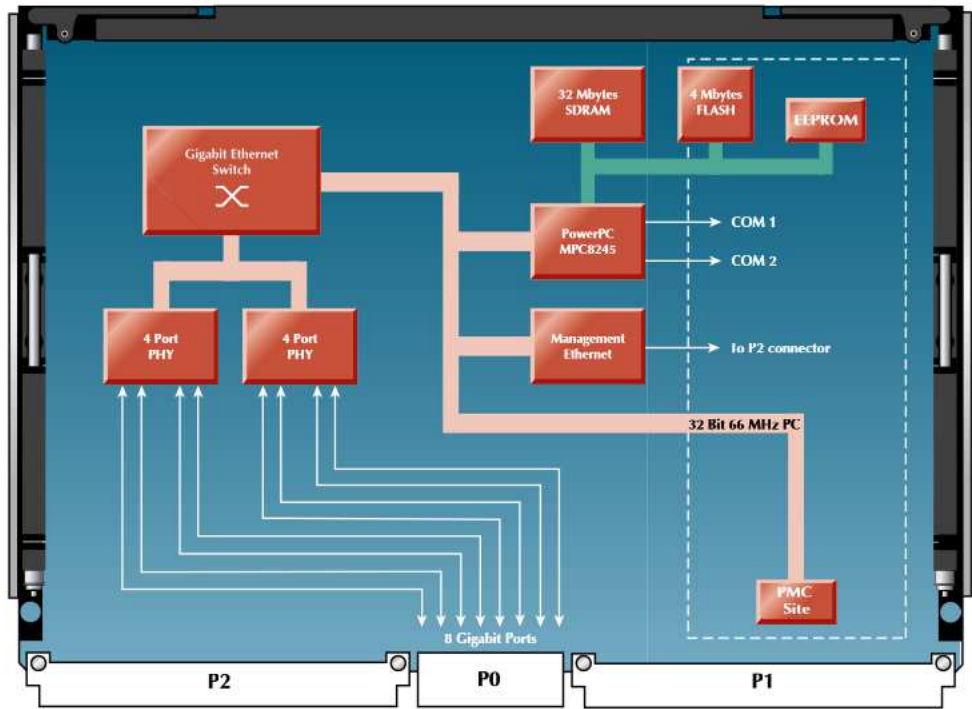 32 Mbytes
SDRAM
4 Mbytes
FLASH
EEPROM
Gigabit Ethernet
Switch
PowerPC
MPC8245
COM 1
COM 2
4 Port
PHY
4 Port
PHY
Management
Ethernet
To P2 connector
32 Bit 66 MHz PC
PMC
Site
8 Gigabit Ports
P2
P0
P1